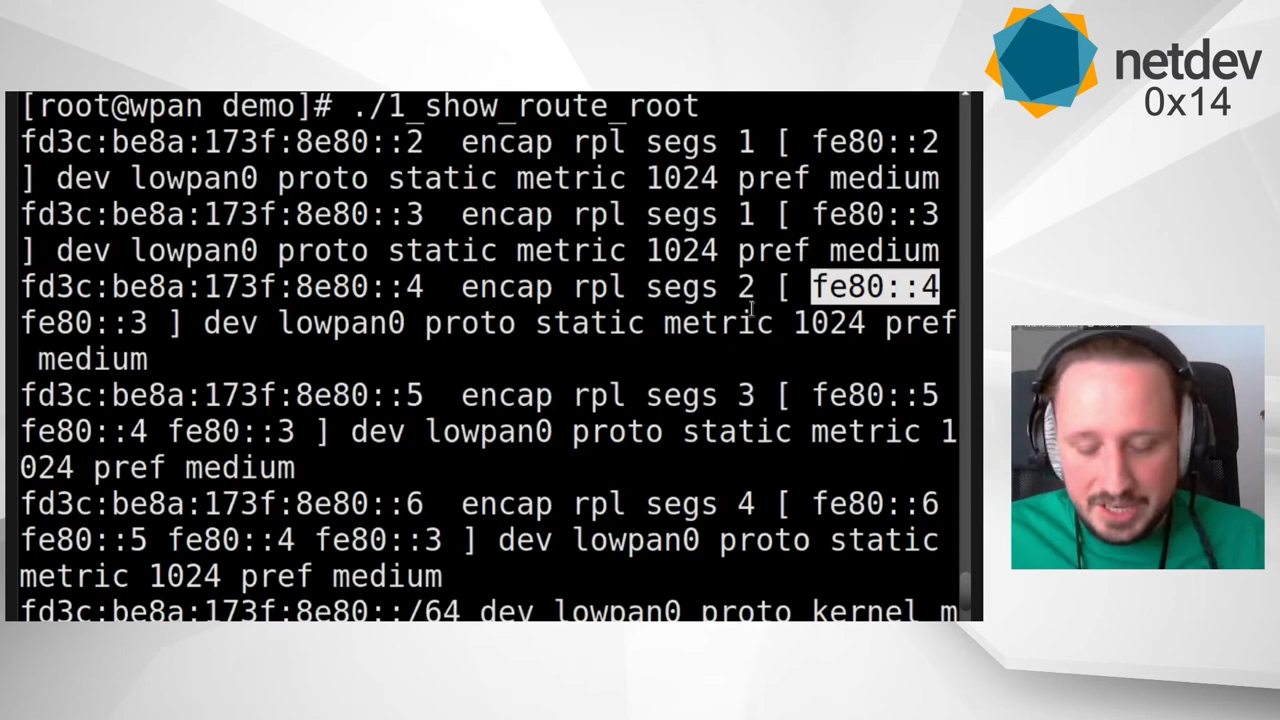 netdev
0x14
[root@wpan demo]# ./1_show_route_root
fd3c:be8a:173f:8e80::2  encap rpl segs 1 [ fe80::2
] dev lowpan0 proto static metric 1024 pref medium
fd3c:be8a:173f:8e80::3  encap rpl segs 1 [ fe80::3
] dev lowpan0 proto static metric 1024 pref medium
fd3c:be8a:173f:8e80::4  encap rpl segs 2 [ fe80::4
fe80::3 ] dev lowpan0 proto static metric 1024 pref
medium
fd3c:be8a:173f:8e80::5  encap rpl segs 3 [ fe80::5
fe80::4 fe80::3 ] dev lowpan0 proto static metric 1
024 pref medium
fd3c:be8a:173f:8e80::6  encap rpl segs 4 [ fe80::6
fe80::5 fe80::4 fe80::3 ] dev lowpan0 proto static
metric 1024 pref medium
fd3c:be8a:173f:8e80::/64 dev lowpan0 proto kernel m